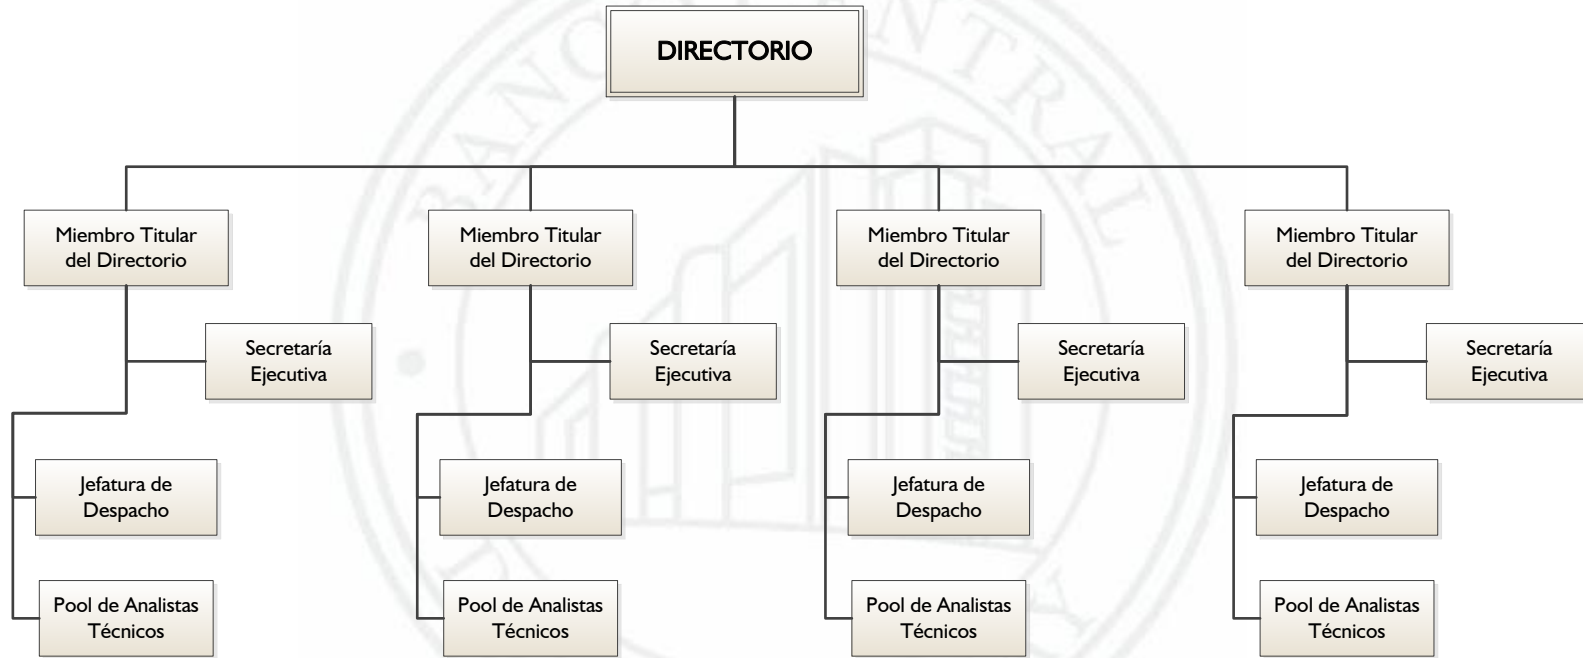 DIRECTORIO
Miembro Titular
del Directorio
Miembro Titular
del Directorio
Miembro Titular
del Directorio
Miembro Titular
del Directorio
Secretaría
Ejecutiva
Secretaría
Ejecutiva
Secretaría
Ejecutiva
Secretaría
Ejecutiva
Jefatura de
Despacho
Jefatura de
Despacho
Jefatura de
Despacho
Jefatura de
Despacho
Pool de Analistas
Técnicos
Pool de Analistas
Técnicos
Pool de Analistas
Técnicos
Pool de Analistas
Técnicos